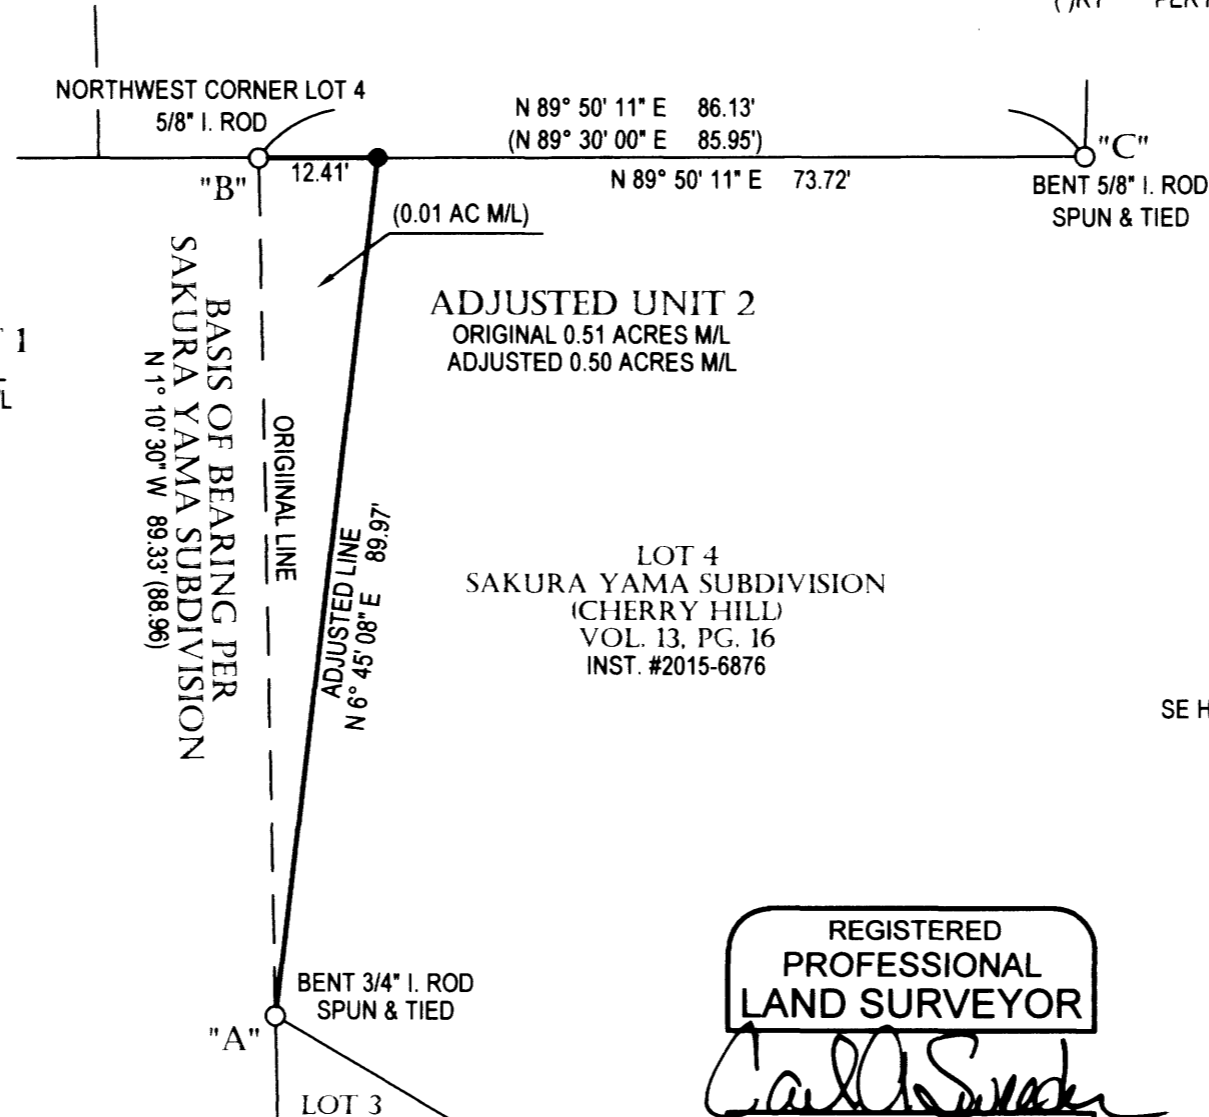 NORTHWEST CORNER LOT 4
5/8" I. ROD
N 89° 50' 11" E 86.13'
(N 89° 30' 00" E 85.95')
"B"
12.41'
N 89° 50' 11" E 73.72'
"C"
BENT 5/8" I. ROD
SPUN & TIED
(0.01 AC M/L)
ADJUSTED UNIT 2
ORIGINAL 0.51 ACRES M/L
ADJUSTED 0.50 ACRES M/L
1
L
BASIS OF BEARING PER
SAKURA YAMA SUBDIVISION
N 1° 10' 30" W 89.33' (88.96)
ORIGIINAL LINE
ADJUSTED LINE
N 6° 45' 08" E 89.97'
LOT 4
SAKURA YAMA SUBDIVISION
(CHERRY HILL)
VOL. 13, PG. 16
INST. #2015-6876
SE H
BENT 3/4" I. ROD
SPUN & TIED
"A"
LOT 3
REGISTERED
PROFESSIONAL
LAND SURVEYOR